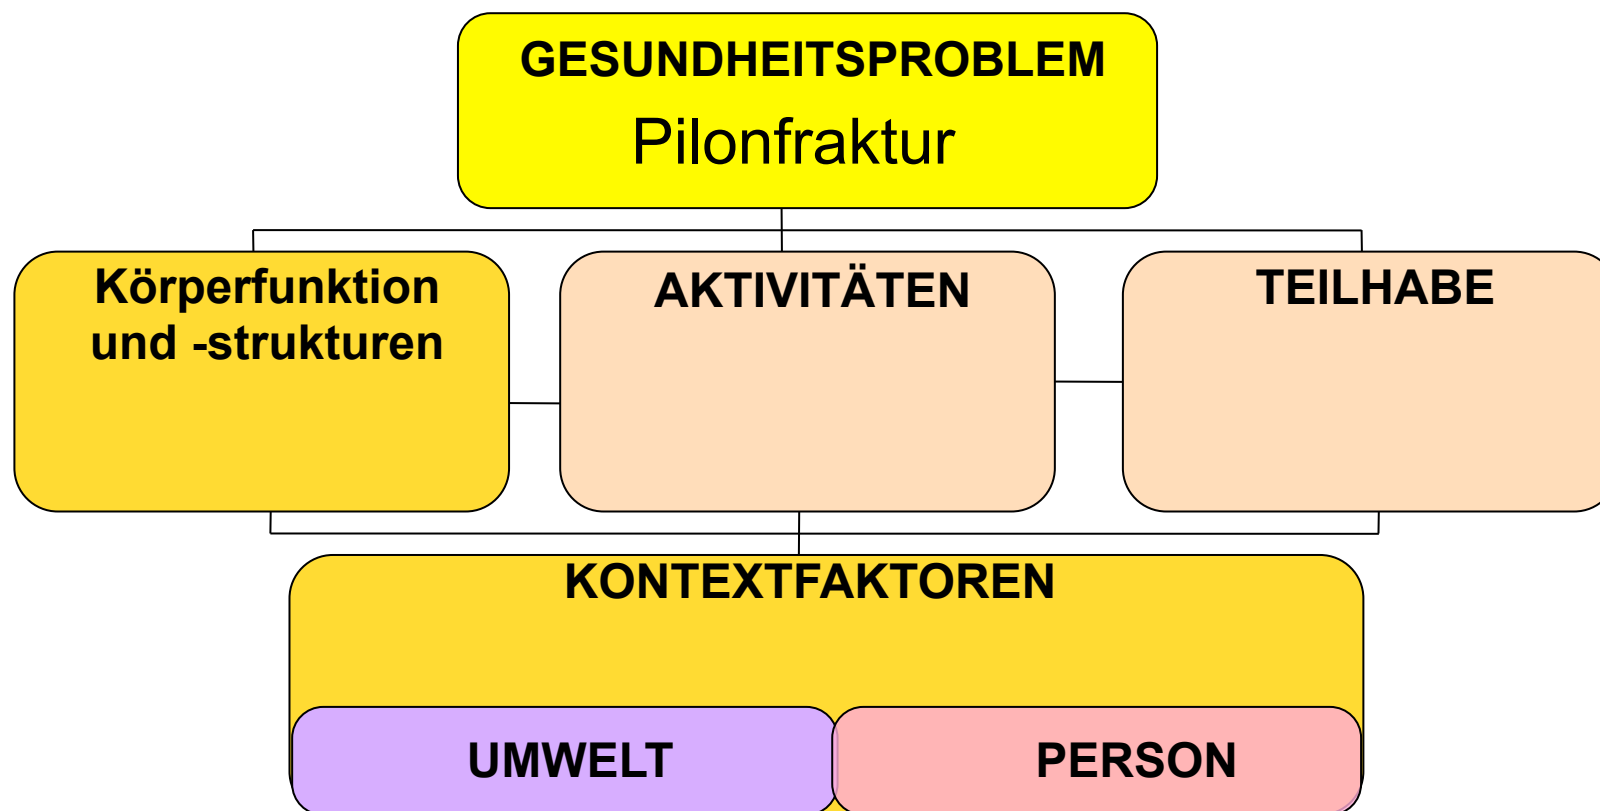 GESUNDHEITSPROBLEM
Pilonfraktur
Körperfunktion
und -strukturen
AKTIVITÄTEN
TEILHABE
KONTEXTFAKTOREN
UMWELT
PERSON